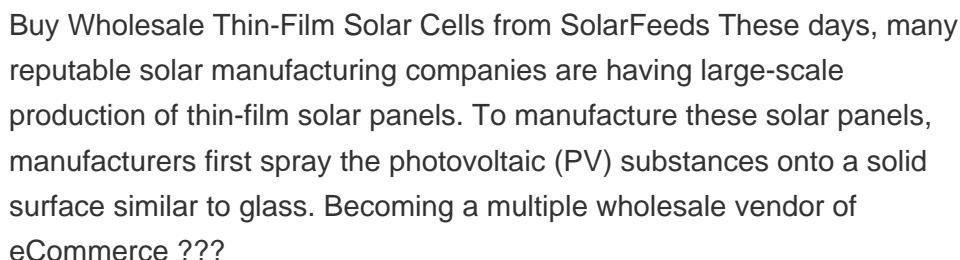 Buy Wholesale Thin-Film Solar Cells from SolarFeeds These days, many
reputable solar manufacturing companies are having large-scale
production of thin-film solar panels. To manufacture these solar panels,
manufacturers first spray the photovoltaic (PV) substances onto a solid
surface similar to glass. Becoming a multiple wholesale vendor of
eCommerce ???